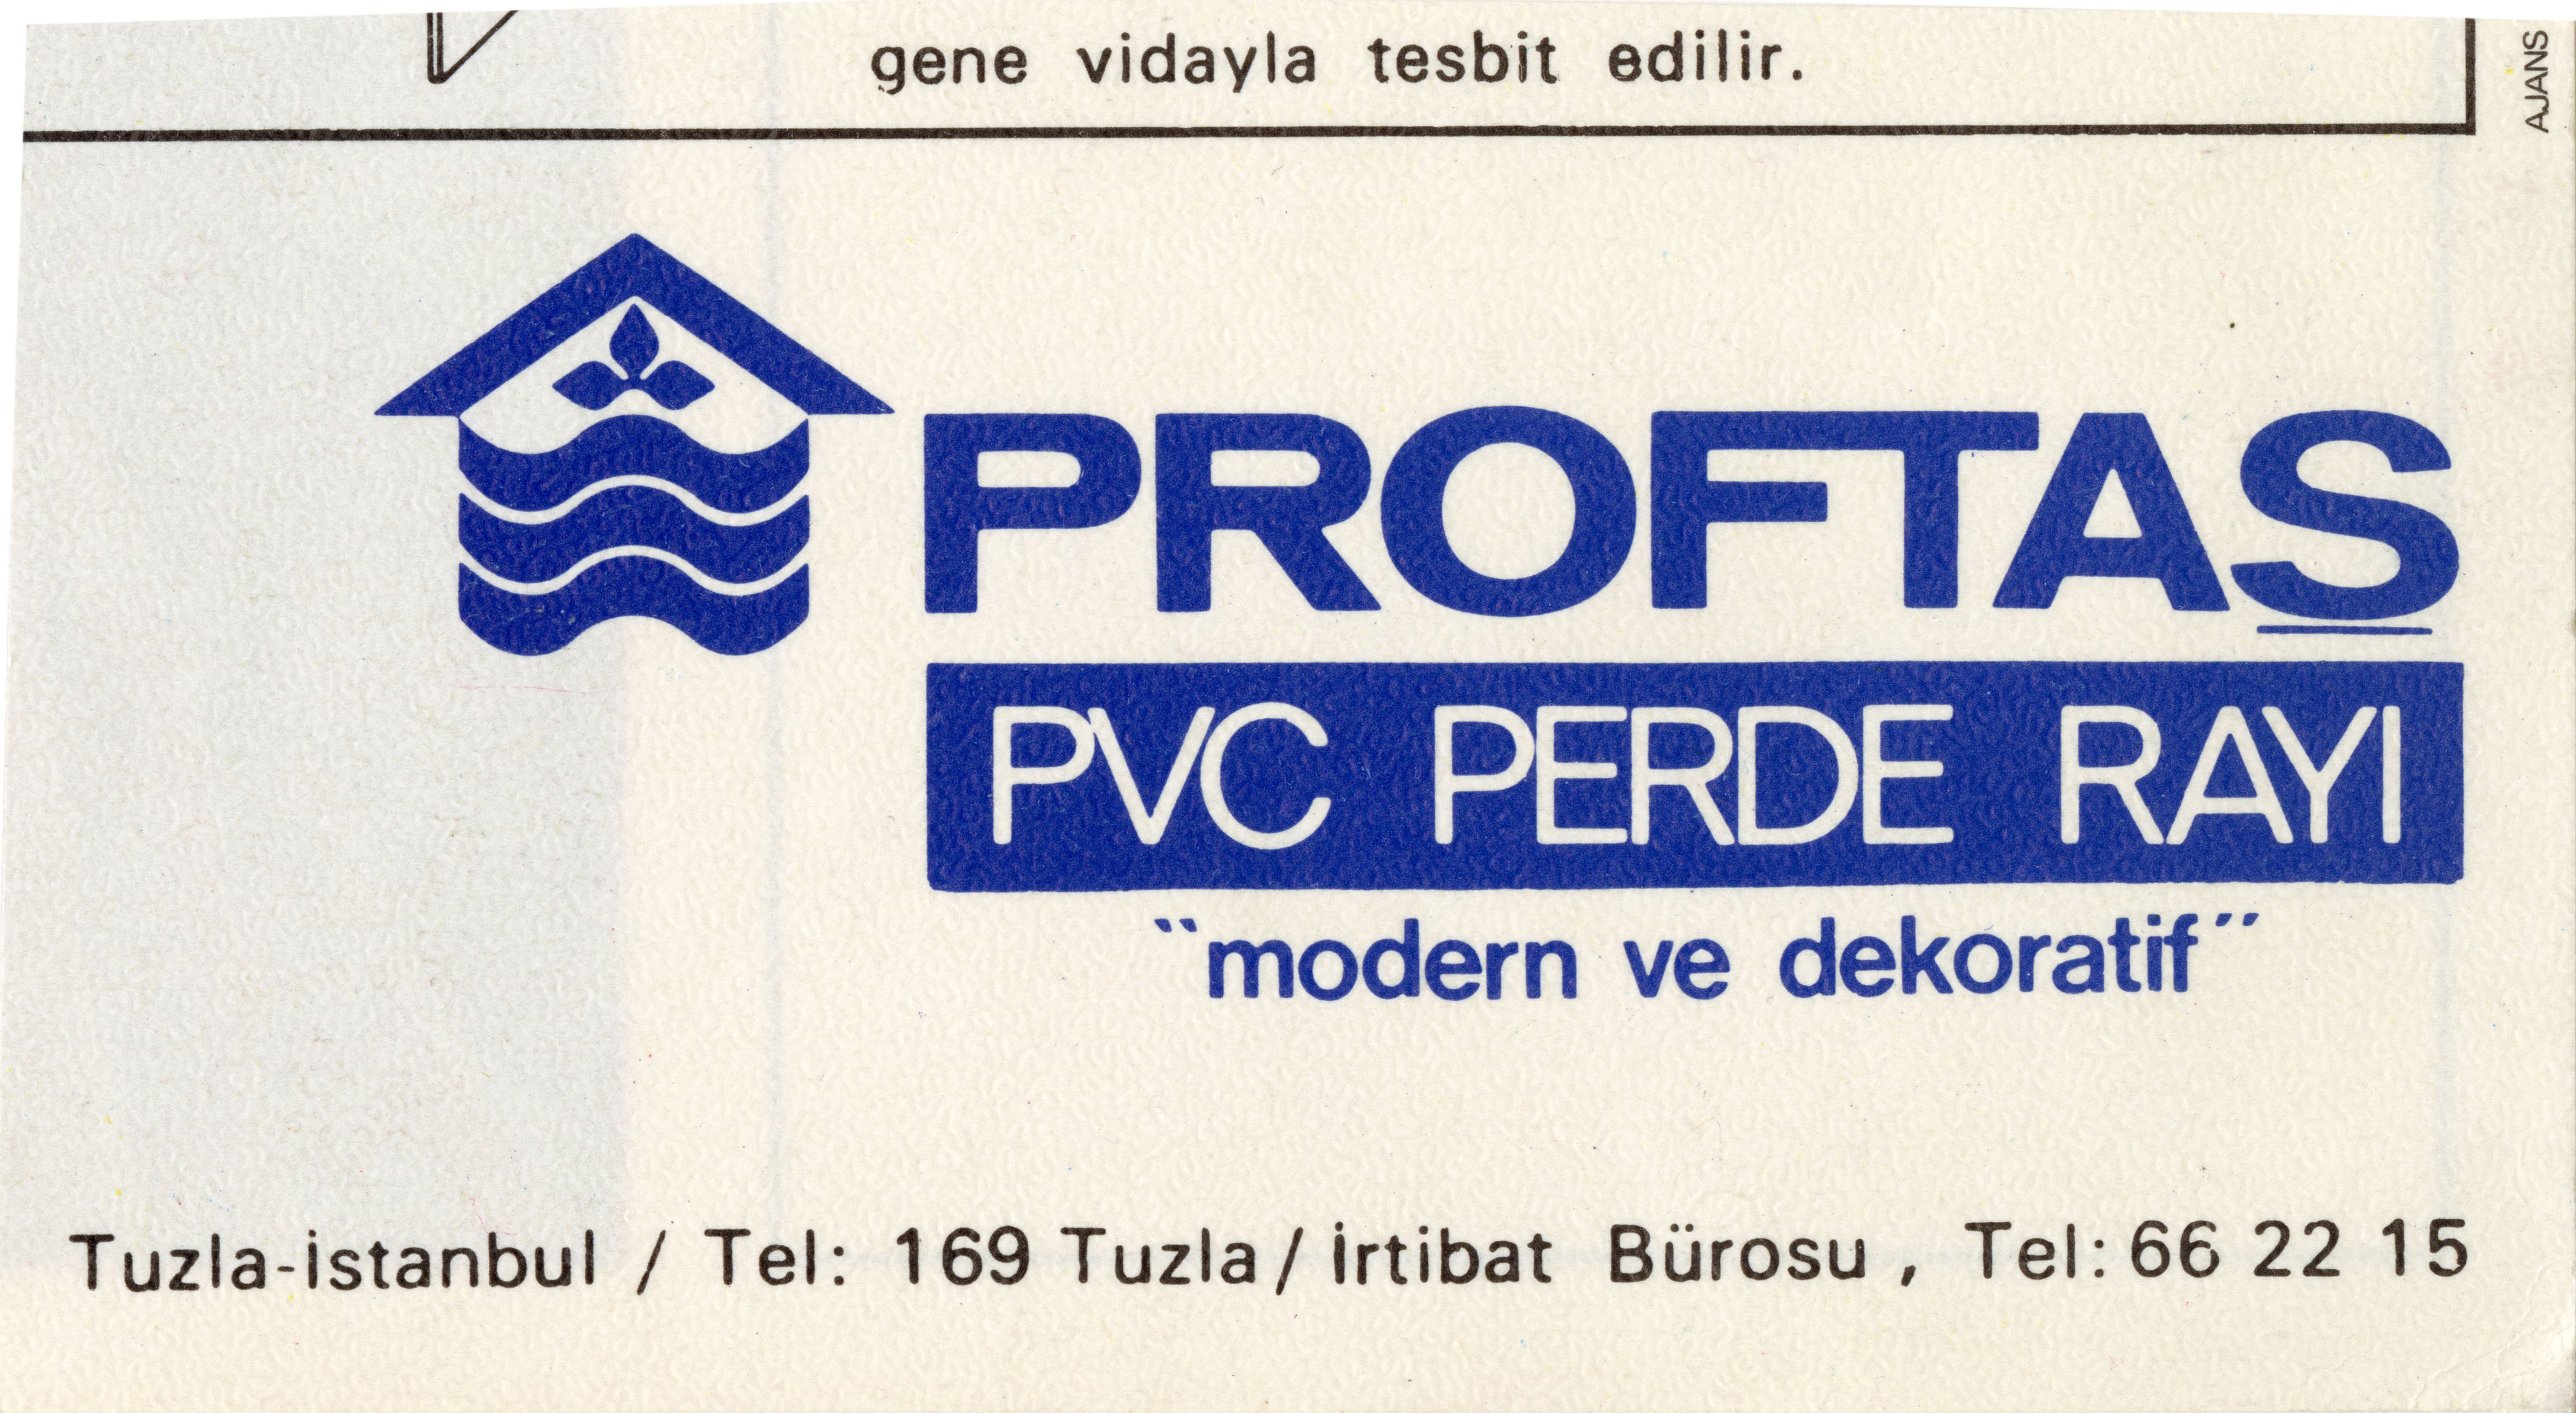 gene vidayla tesbit edilir.
AJANS
PROFTAŞ
PVC PERDE RAYI
"modern ve dekoratif"
Tuzla-İstanbul / Tel: 169 Tuzla / İrtibat Bürosu, Tel: 66 22 15